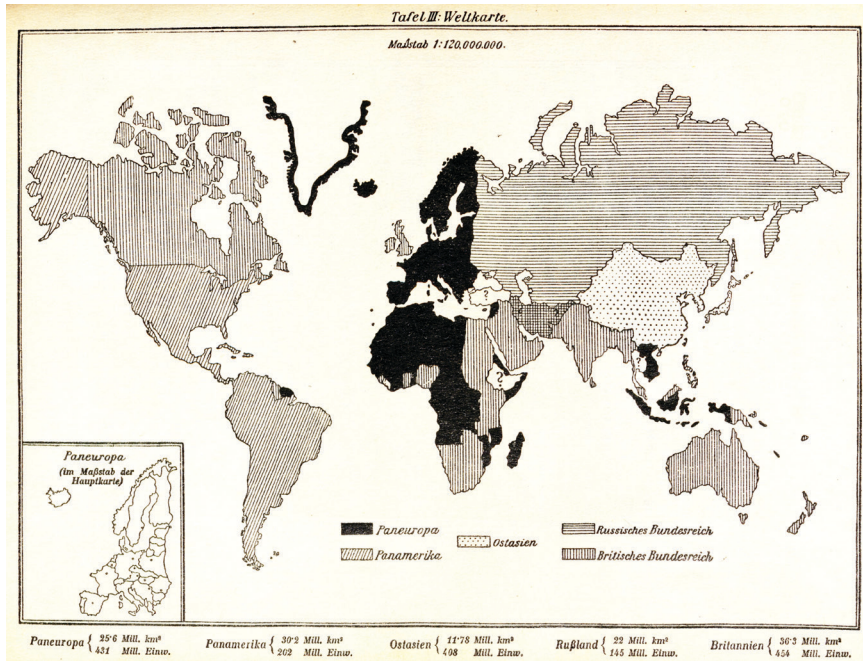 Tafel III: Weltkarte.
Maßstab 1:120,000.000.
?
?
?
Paneuropa
(im Maßstab der
Hauptkarte)
Paneuropa
Panamerika
Ostasien
Russisches Bundesreich
Britisches Bundesreich
Paneuropa { 25·6 Mill. km²
431 Mill. Einw.
Panamerika { 30·2 Mill. km²
202 Mill. Einw.
Ostasien { 11·78 Mill. km²
408 Mill. Einw.
Rußland { 22 Mill. km²
145 Mill. Einw.
Britannien { 36·3 Mill. km²
454 Mill. Einw.